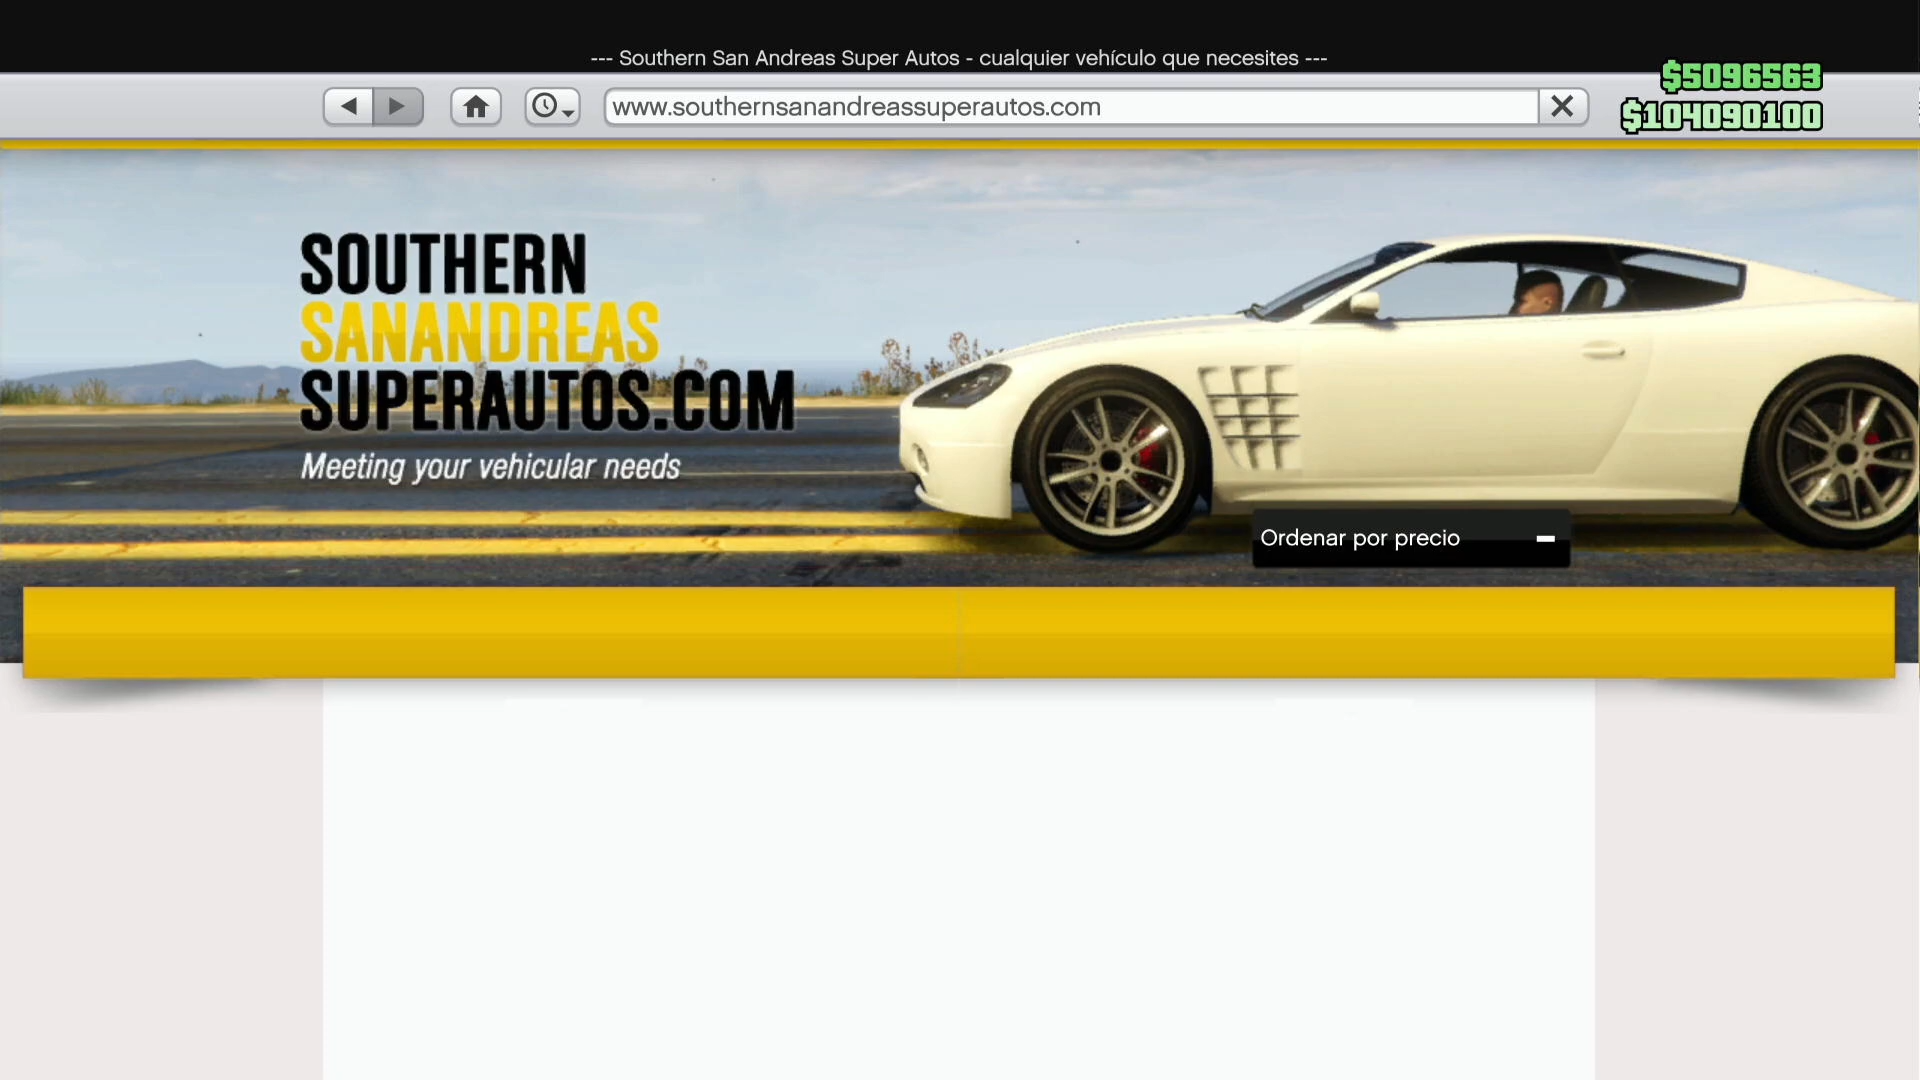 --- Southern San Andreas Super Autos - cualquier vehículo que necesites ---
$5096563
www.southernsanandreassuperautos.com
$104090100
SOUTHERN
SANANDREAS
SUPERAUTOS.COM
Meeting your vehicular needs
Ordenar por precio